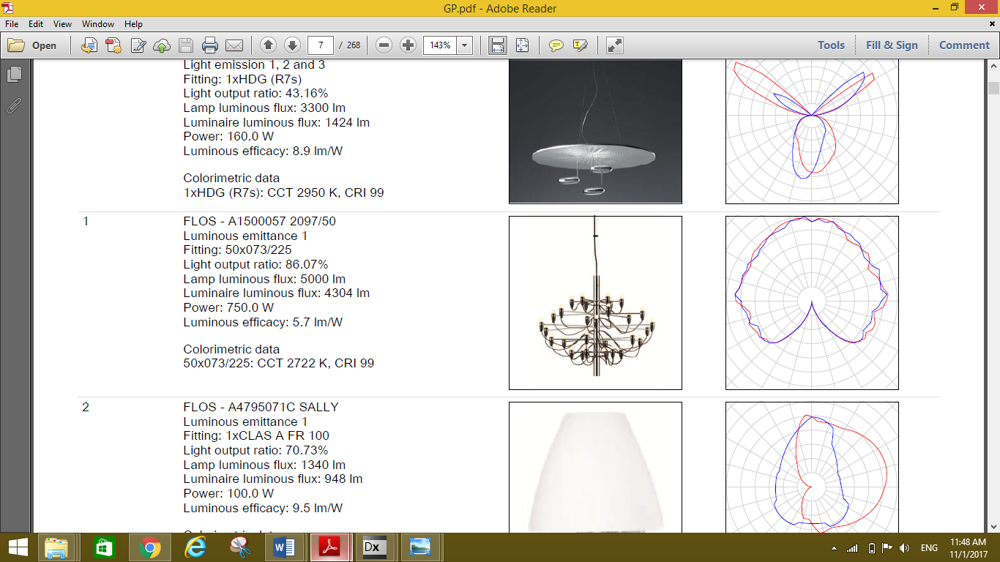 GP.pdf - Adobe Reader
File Edit View Window Help
Open 7 / 268 143% Tools Fill & Sign Comment
Light emission 1, 2 and 3
Fitting: 1xHDG (R7s)
Light output ratio: 43.16%
Lamp luminous flux: 3300 lm
Luminaire luminous flux: 1424 lm
Power: 160.0 W
Luminous efficacy: 8.9 lm/W
Colorimetric data
1xHDG (R7s): CCT 2950 K, CRI 99
1 FLOS - A1500057 2097/50
Luminous emittance 1
Fitting: 50x073/225
Light output ratio: 86.07%
Lamp luminous flux: 5000 lm
Luminaire luminous flux: 4304 lm
Power: 750.0 W
Luminous efficacy: 5.7 lm/W
Colorimetric data
50x073/225: CCT 2722 K, CRI 99
2 FLOS - A4795071C SALLY
Luminous emittance 1
Fitting: 1xCLAS A FR 100
Light output ratio: 70.73%
Lamp luminous flux: 1340 lm
Luminaire luminous flux: 948 lm
Power: 100.0 W
Luminous efficacy: 9.5 lm/W
Dx ENG 11:48 AM
11/1/2017